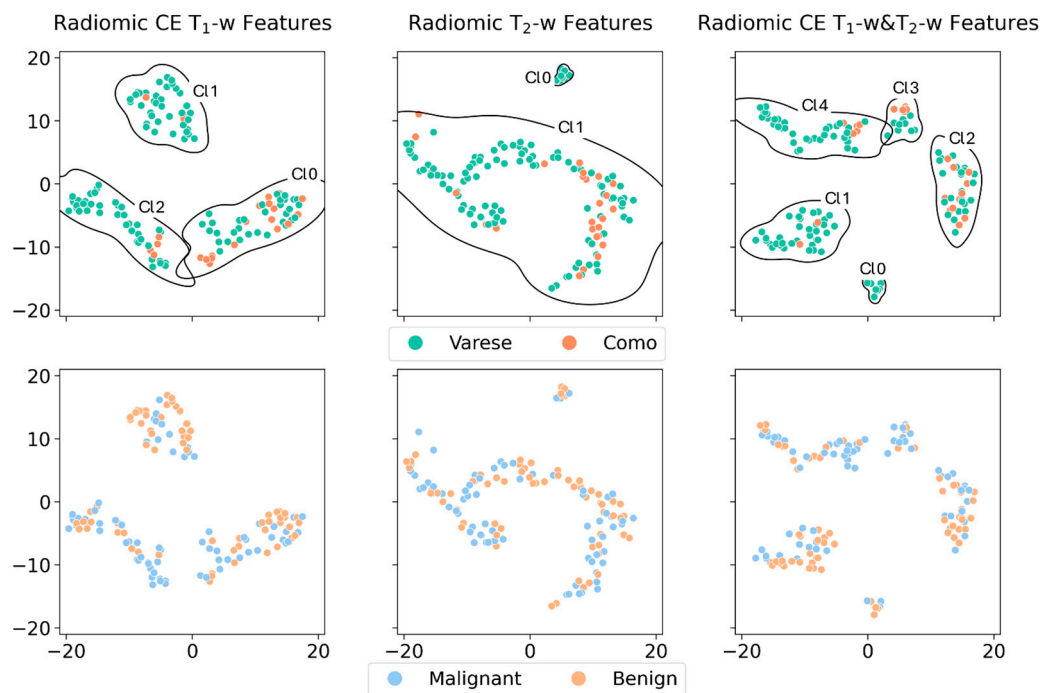 Radiomic CE T₁-w Features
Radiomic T₂-w Features
Radiomic CE T₁-w&T₂-w Features
20
10
0
−10
−20
Cl1
Cl0
Cl2
Cl0
Cl1
Cl3
Cl4
Cl2
Cl1
Cl0
Varese
Como
20
10
0
−10
−20
−20
0
20
−20
0
20
−20
0
20
Malignant
Benign